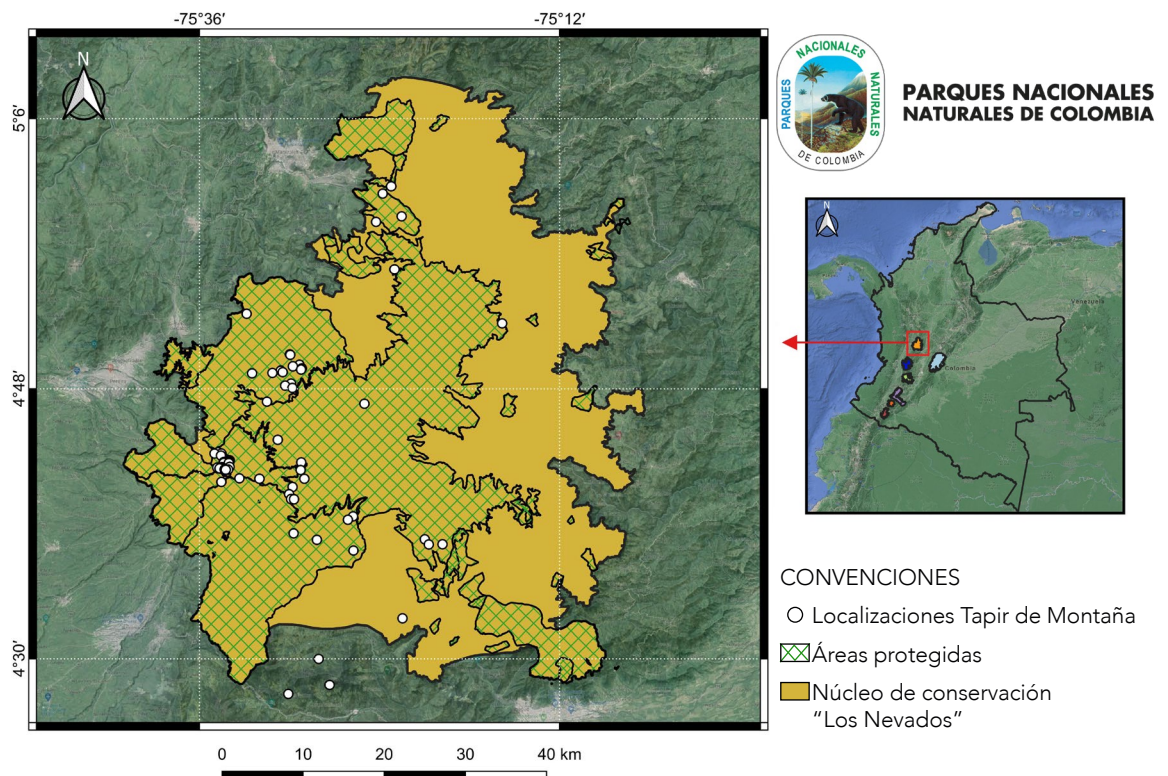 -75°36′
-75°12′
N
5°6′
4°48′
4°30′
0
10
20
30
40 km
PARQUES
NACIONALES
NATURALES
DE COLOMBIA
PARQUES NACIONALES
NATURALES DE COLOMBIA
N
Venezuela
Colombia
CONVENCIONES
Localizaciones Tapir de Montaña
Áreas protegidas
Núcleo de conservación
“Los Nevados”